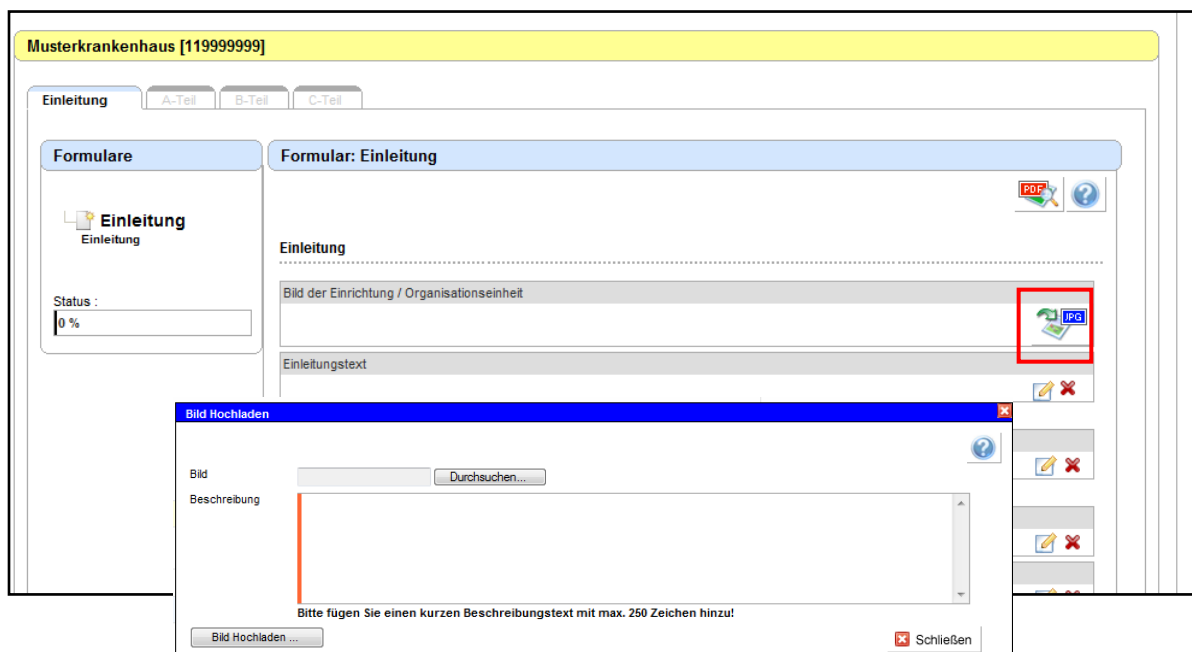 Musterkrankenhaus [119999999]
Einleitung A-Teil B-Teil C-Teil
Formulare
Formular: Einleitung
PDF
Einleitung
Einleitung
Einleitung
Status :
0 %
Bild der Einrichtung / Organisationseinheit
JPG
Einleitungstext
Bild Hochladen
Bild
Durchsuchen...
Beschreibung
Bitte fügen Sie einen kurzen Beschreibungstext mit max. 250 Zeichen hinzu!
Bild Hochladen ...
Schließen